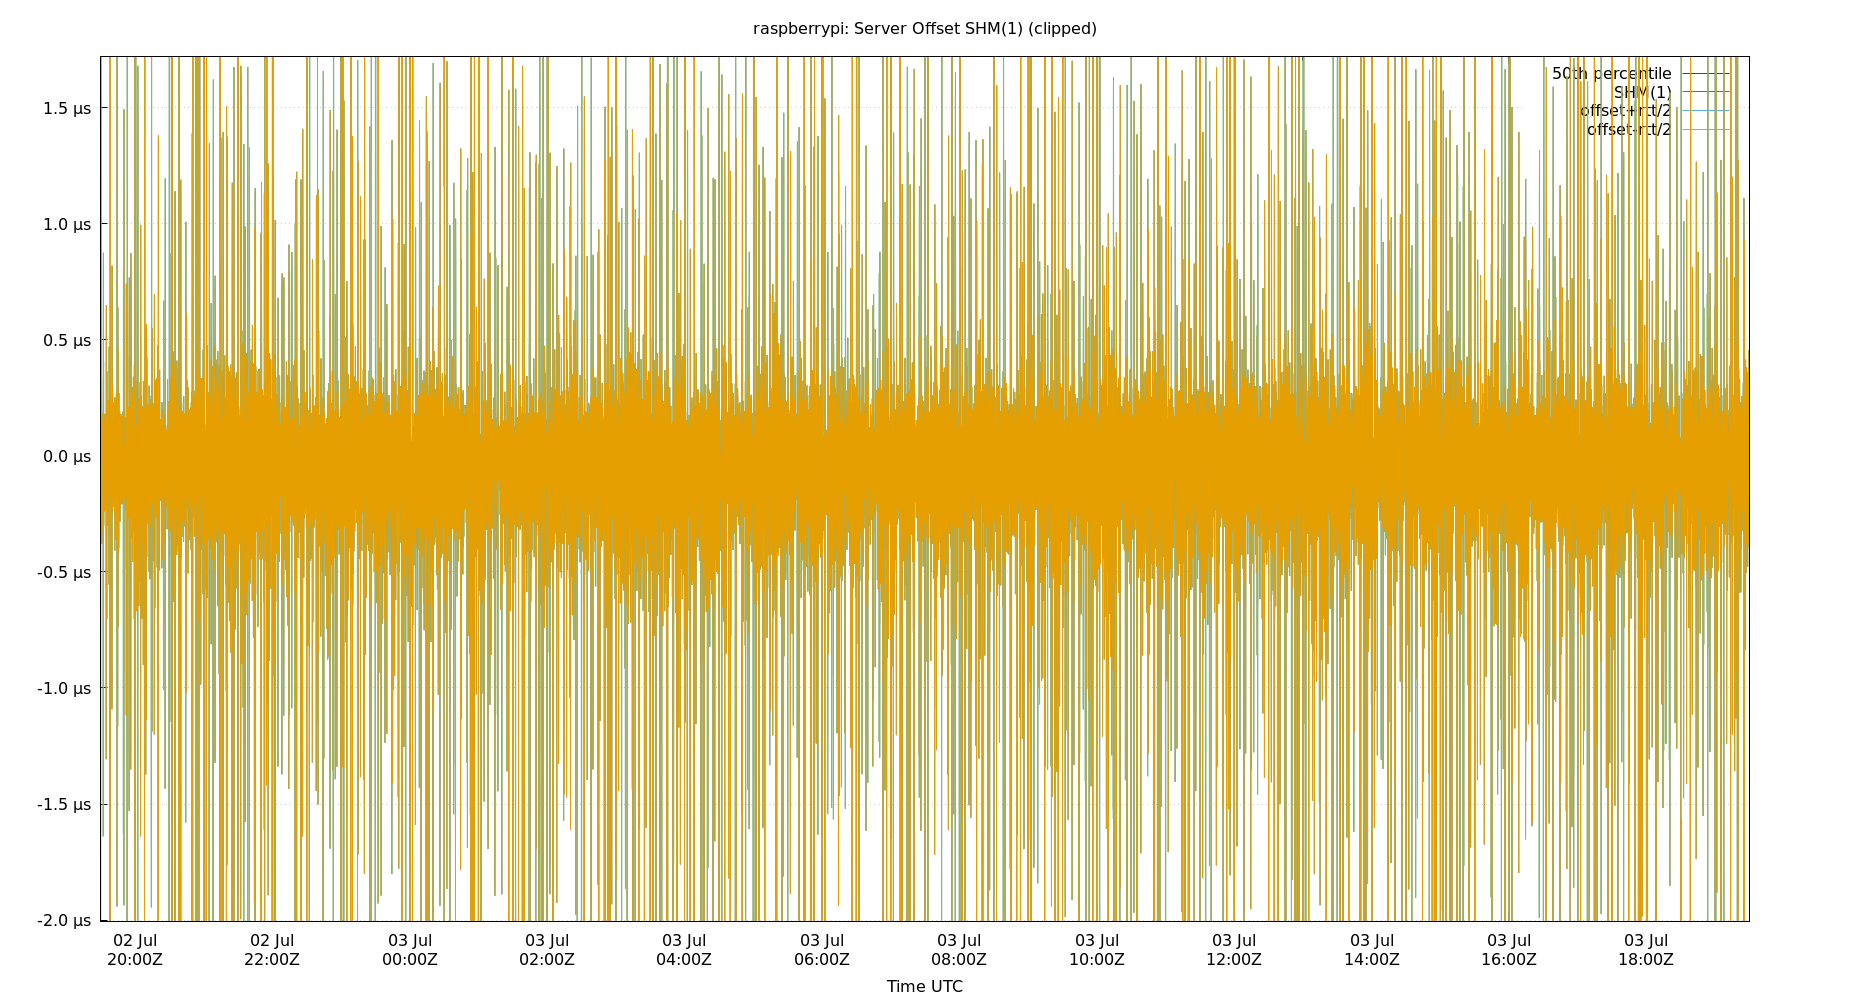 raspberrypi: Server Offset SHM(1) (clipped)
50th percentile
SHM(1)
offset+rtt/2
offset-rtt/2
1.5 µs
1.0 µs
0.5 µs
0.0 µs
-0.5 µs
-1.0 µs
-1.5 µs
-2.0 µs
02 Jul 02 Jul 03 Jul 03 Jul 03 Jul 03 Jul 03 Jul 03 Jul 03 Jul 03 Jul 03 Jul 03 Jul
20:00Z 22:00Z 00:00Z 02:00Z 04:00Z 06:00Z 08:00Z 10:00Z 12:00Z 14:00Z 16:00Z 18:00Z
Time UTC